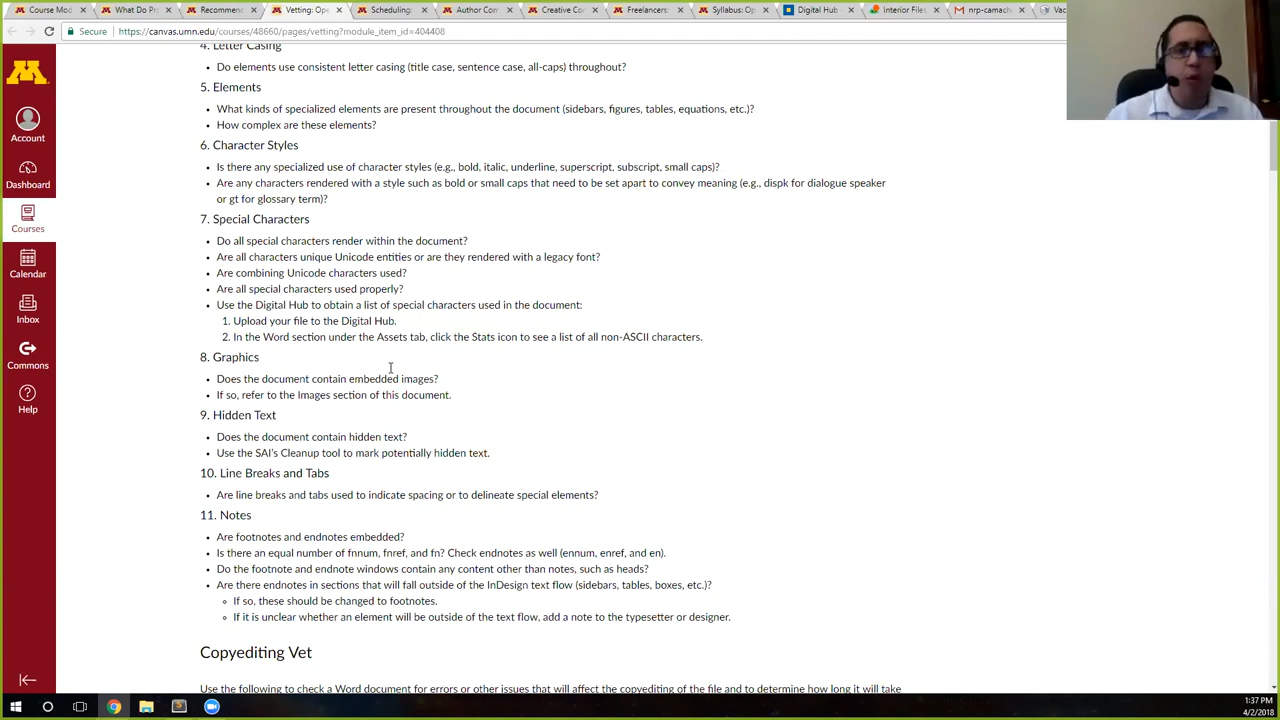 Course Mod
What Do Pr
Recommen
Vetting: Ope
Scheduling:
Author Corr
Creative Co
Freelancers
Syllabus: Op
Digital Hub -
Interior Files
nrp-camach
Vac
Secure
https://canvas.umn.edu/courses/48660/pages/vetting?module_item_id=404408
Account
Dashboard
Courses
Calendar
Inbox
Commons
Help
4. Letter Casing
• Do elements use consistent letter casing (title case, sentence case, all-caps) throughout?
5. Elements
• What kinds of specialized elements are present throughout the document (sidebars, figures, tables, equations, etc.)?
• How complex are these elements?
6. Character Styles
• Is there any specialized use of character styles (e.g., bold, italic, underline, superscript, subscript, small caps)?
• Are any characters rendered with a style such as bold or small caps that need to be set apart to convey meaning (e.g., dispk for dialogue speaker
or gt for glossary term)?
7. Special Characters
• Do all special characters render within the document?
• Are all characters unique Unicode entities or are they rendered with a legacy font?
• Are combining Unicode characters used?
• Are all special characters used properly?
• Use the Digital Hub to obtain a list of special characters used in the document:
1. Upload your file to the Digital Hub.
2. In the Word section under the Assets tab, click the Stats icon to see a list of all non-ASCII characters.
8. Graphics
• Does the document contain embedded images?
• If so, refer to the Images section of this document.
9. Hidden Text
• Does the document contain hidden text?
• Use the SAI's Cleanup tool to mark potentially hidden text.
10. Line Breaks and Tabs
• Are line breaks and tabs used to indicate spacing or to delineate special elements?
11. Notes
• Are footnotes and endnotes embedded?
• Is there an equal number of fnnum, fnref, and fn? Check endnotes as well (ennum, enref, and en).
• Do the footnote and endnote windows contain any content other than notes, such as heads?
• Are there endnotes in sections that will fall outside of the InDesign text flow (sidebars, tables, boxes, etc.)?
◦ If so, these should be changed to footnotes.
◦ If it is unclear whether an element will be outside of the text flow, add a note to the typesetter or designer.
Copyediting Vet
Use the following to check a Word document for errors or other issues that will affect the copyediting of the file and to determine how long it will take
1:37 PM
4/2/2018